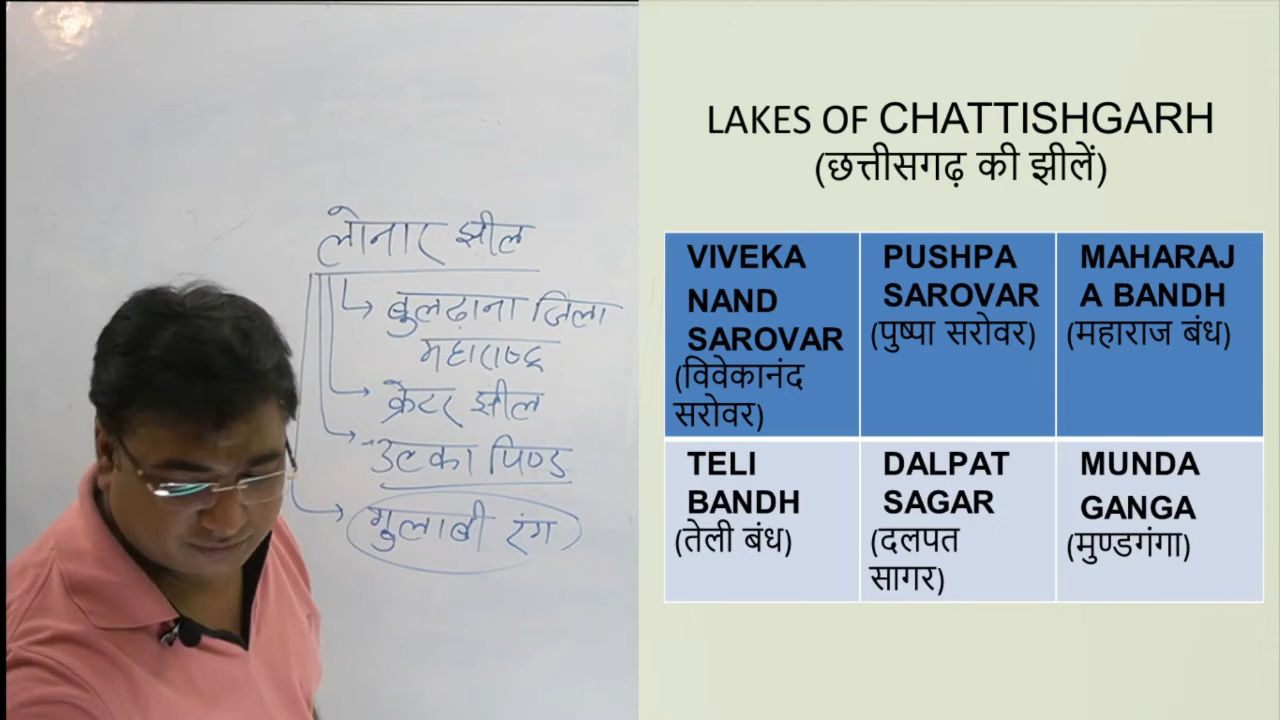 लोनार झील
बुलढ़ाना जिला
महाराष्ट्र
क्रेटर झील
उल्का पिण्ड
गुलाबी रंग
LAKES OF CHATTISHGARH
(छत्तीसगढ़ की झीलें)
VIVEKA
NAND
SAROVAR
(विवेकानंद
सरोवर)
PUSHPA
SAROVAR
(पुष्पा सरोवर)
MAHARAJ
A BANDH
(महाराज बंध)
TELI
BANDH
(तेली बंध)
DALPAT
SAGAR
(दलपत
सागर)
MUNDA
GANGA
(मुण्डगंगा)